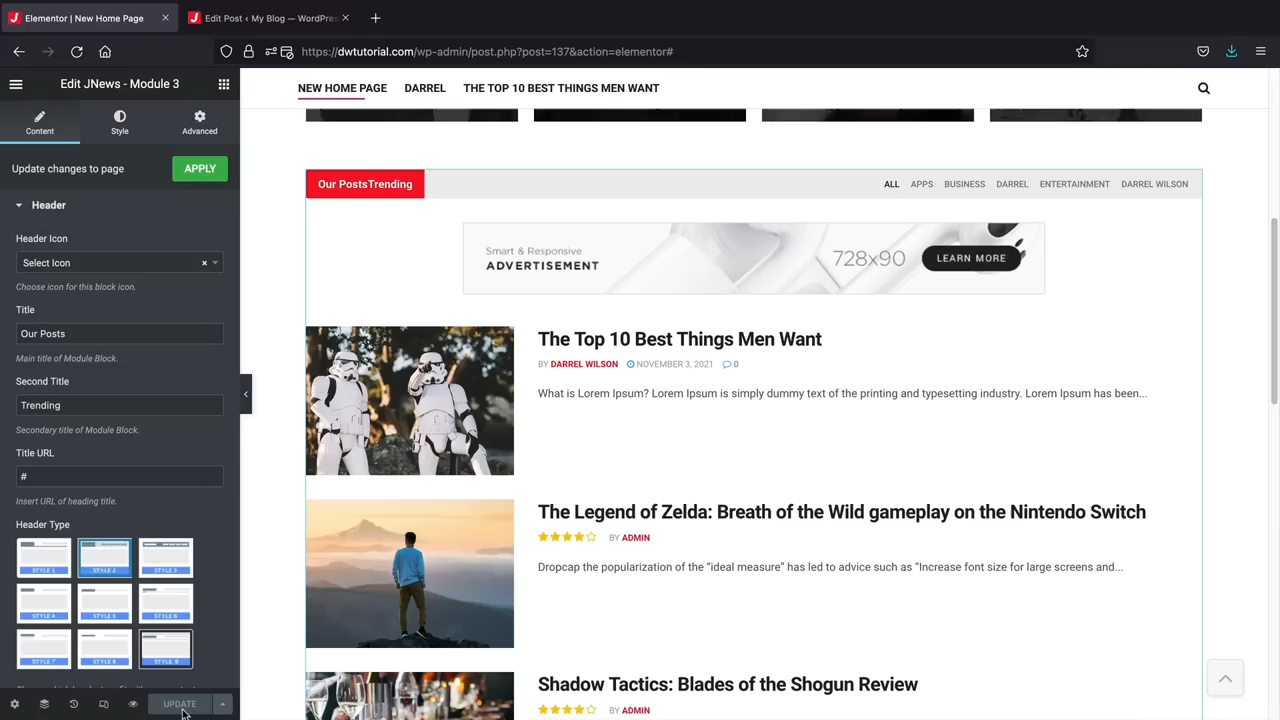 Elementor | New Home Page
Edit Post ‹ My Blog — WordPre
https://dwtutorial.com/wp-admin/post.php?post=137&action=elementor#
Edit JNews - Module 3
Content
Style
Advanced
Update changes to page
APPLY
Header
Header Icon
Select Icon
Choose icon for this block icon.
Title
Our Posts
Main title of Module Block.
Second Title
Trending
Secondary title of Module Block.
Title URL
#
Insert URL of heading title.
Header Type
STYLE 1
STYLE 2
STYLE 3
STYLE 4
STYLE 5
STYLE 6
STYLE 7
STYLE 8
STYLE 9
UPDATE
NEW HOME PAGE
DARREL
THE TOP 10 BEST THINGS MEN WANT
Our PostsTrending
ALL
APPS
BUSINESS
DARREL
ENTERTAINMENT
DARREL WILSON
Smart & Responsive
ADVERTISEMENT
728x90
LEARN MORE
The Top 10 Best Things Men Want
BY DARREL WILSON NOVEMBER 3, 2021 0
What is Lorem Ipsum? Lorem Ipsum is simply dummy text of the printing and typesetting industry. Lorem Ipsum has been...
The Legend of Zelda: Breath of the Wild gameplay on the Nintendo Switch
BY ADMIN
Dropcap the popularization of the “ideal measure” has led to advice such as “Increase font size for large screens and...
Shadow Tactics: Blades of the Shogun Review
BY ADMIN